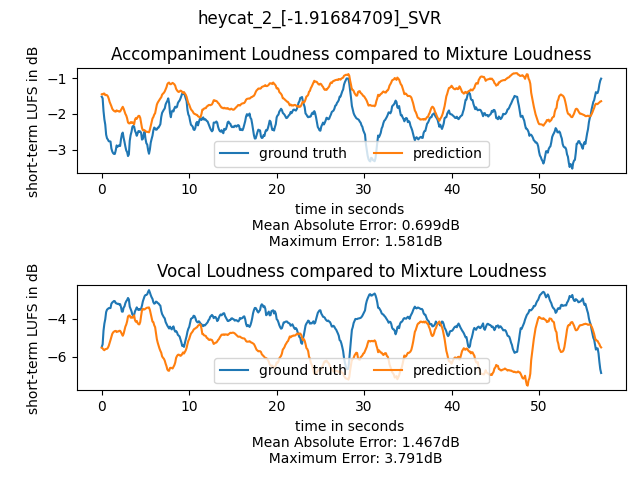 heycat_2_[-1.91684709]_SVR
Accompaniment Loudness compared to Mixture Loudness
short-term LUFS in dB
−1
−2
−3
ground truth
prediction
0 10 20 30 40 50
time in seconds
Mean Absolute Error: 0.699dB
Maximum Error: 1.581dB
Vocal Loudness compared to Mixture Loudness
short-term LUFS in dB
−4
−6
ground truth
prediction
0 10 20 30 40 50
time in seconds
Mean Absolute Error: 1.467dB
Maximum Error: 3.791dB